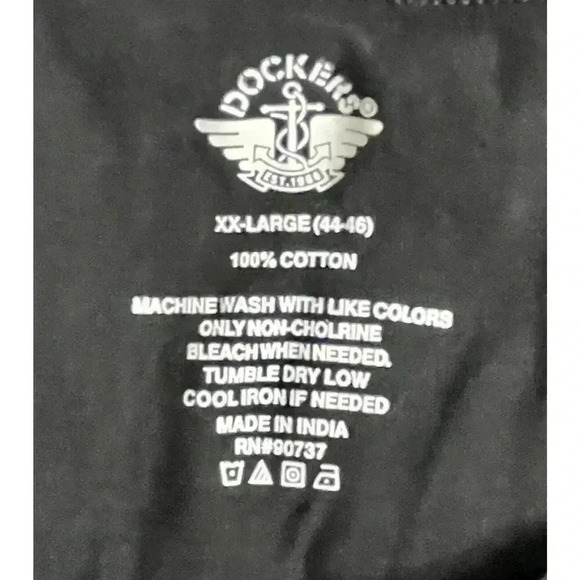 DOCKERS®
EST. 1986
XX-LARGE (44-46)
100% COTTON
MACHINE WASH WITH LIKE COLORS
ONLY NON-CHOLRINE
BLEACH WHEN NEEDED.
TUMBLE DRY LOW
COOL IRON IF NEEDED
MADE IN INDIA
RN#90737